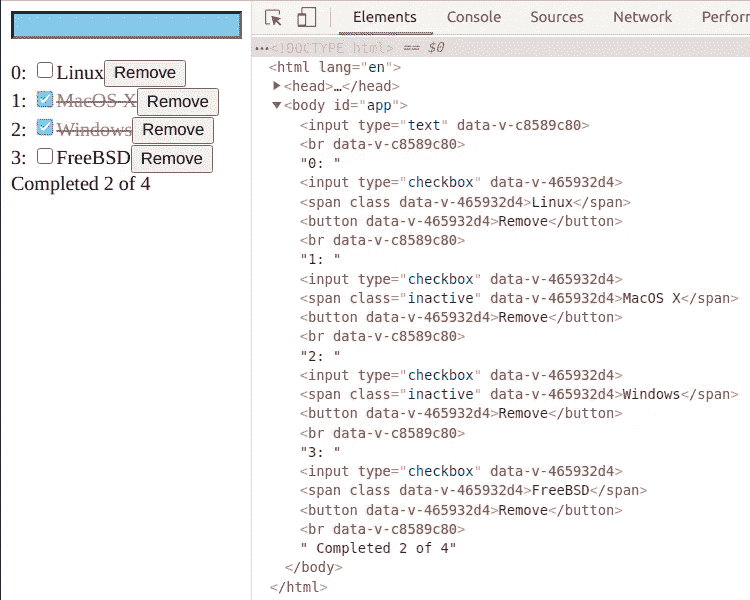 0: Linux Remove
1: MacOS X Remove
2: Windows Remove
3: FreeBSD Remove
Completed 2 of 4
Elements Console Sources Network Perfor
…<!DOCTYPE html> == $0
<html lang="en">
<head>…</head>
<body id="app">
<input type="text" data-v-c8589c80>
<br data-v-c8589c80>
"0: "
<input type="checkbox" data-v-465932d4>
<span class data-v-465932d4>Linux</span>
<button data-v-465932d4>Remove</button>
<br data-v-c8589c80>
"1: "
<input type="checkbox" data-v-465932d4>
<span class="inactive" data-v-465932d4>MacOS X</span>
<button data-v-465932d4>Remove</button>
<br data-v-c8589c80>
"2: "
<input type="checkbox" data-v-465932d4>
<span class="inactive" data-v-465932d4>Windows</span>
<button data-v-465932d4>Remove</button>
<br data-v-c8589c80>
"3: "
<input type="checkbox" data-v-465932d4>
<span class data-v-465932d4>FreeBSD</span>
<button data-v-465932d4>Remove</button>
<br data-v-c8589c80>
" Completed 2 of 4"
</body>
</html>